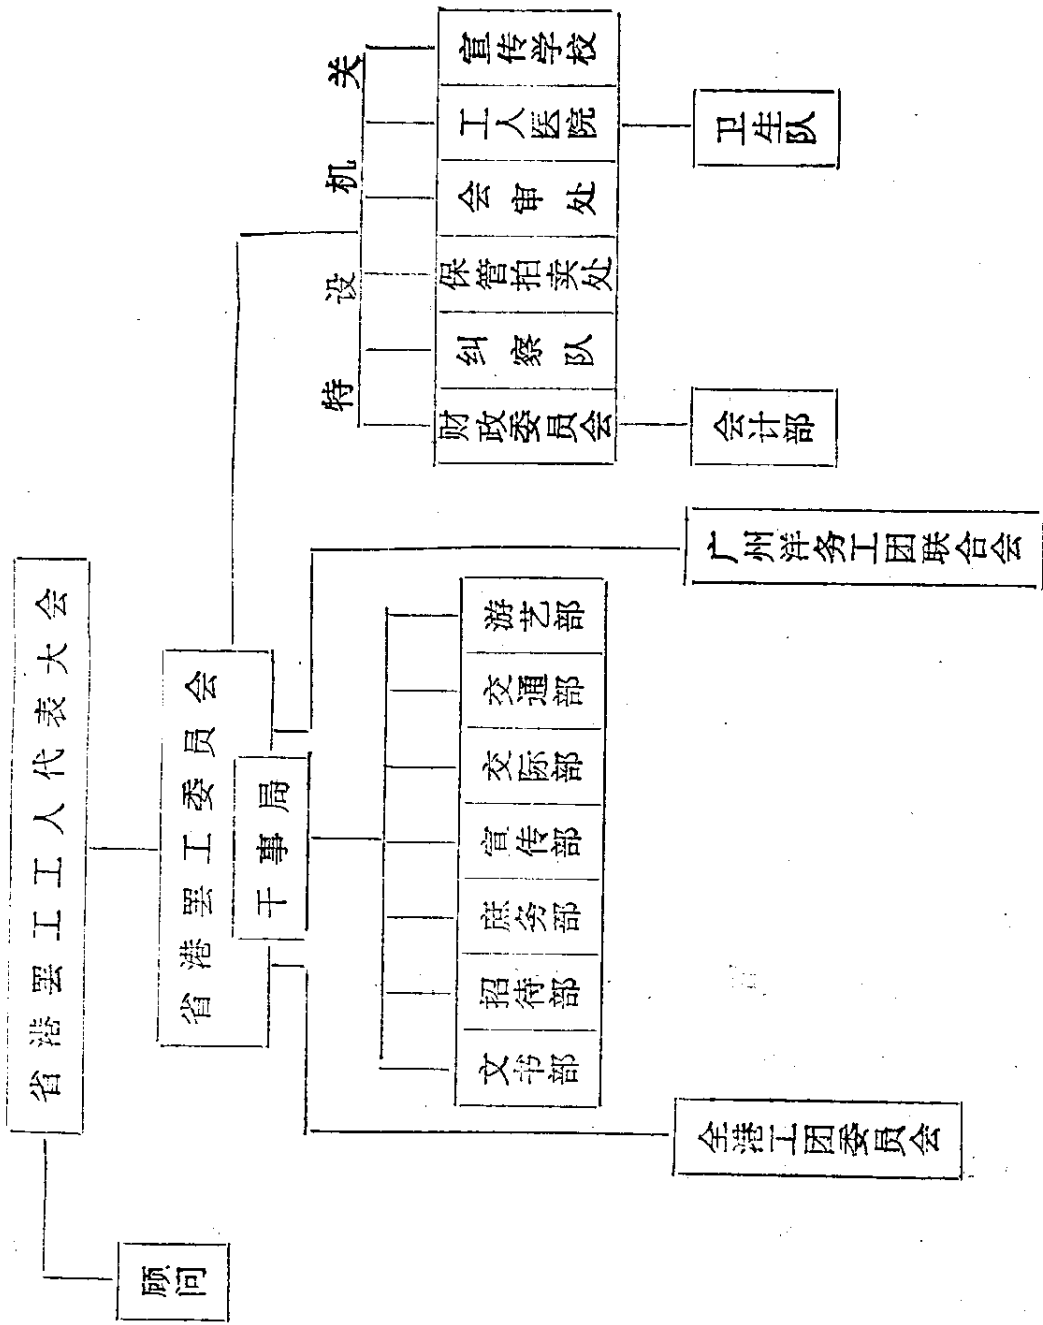 省港罢工工人代表大会
顾问
省港罢工委员会
干事局
特设机关
全港工团委员会
文书部
招待部
庶务部
宣传部
交际部
交通部
游艺部
广州洋务工团联合会
财政委员会
纠察队
保管拍卖处
会审处
工人医院
宣传学校
会计部
卫生队